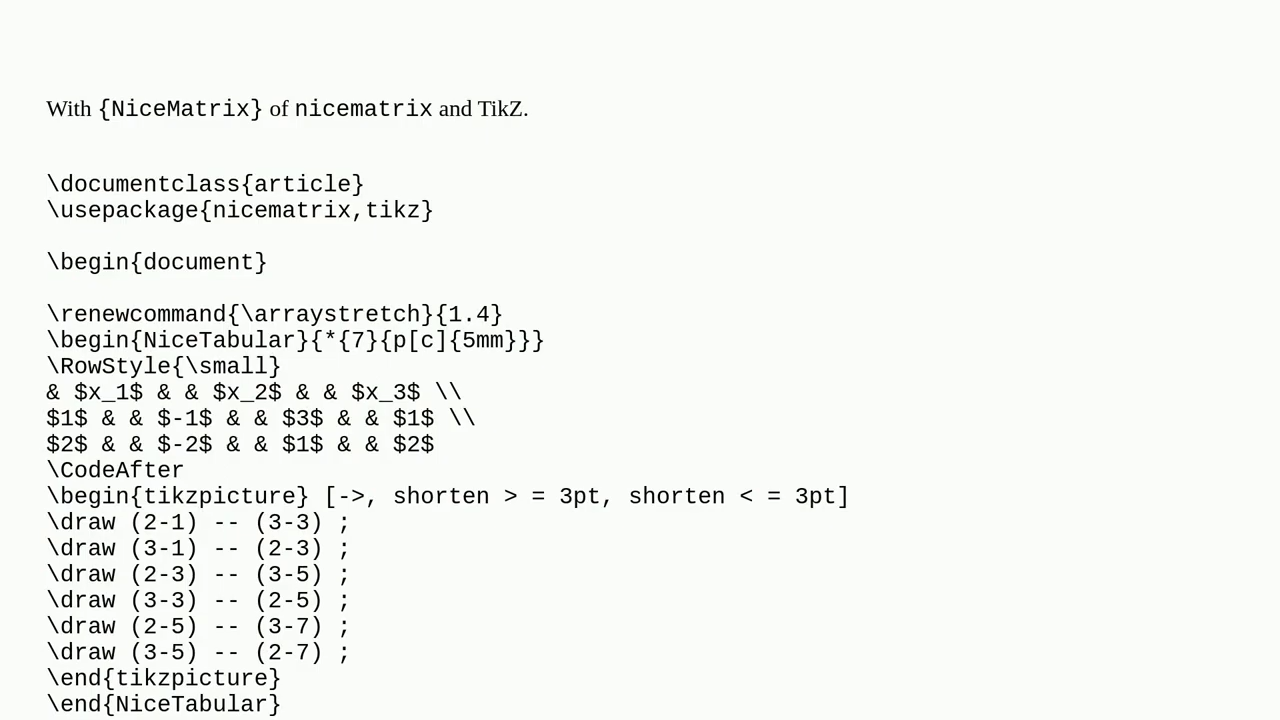 With {NiceMatrix} of nicematrix and TikZ.
\documentclass{article}
\usepackage{nicematrix,tikz}
\begin{document}
\renewcommand{\arraystretch}{1.4}
\begin{NiceTabular}{*{7}{p[c]{5mm}}}
\RowStyle{\small}
& $x_1$ & & $x_2$ & & $x_3$ \\
$1$ & & $-1$ & & $3$ & & $1$ \\
$2$ & & $-2$ & & $1$ & & $2$
\CodeAfter
\begin{tikzpicture} [->, shorten > = 3pt, shorten < = 3pt]
\draw (2-1) -- (3-3) ;
\draw (3-1) -- (2-3) ;
\draw (2-3) -- (3-5) ;
\draw (3-3) -- (2-5) ;
\draw (2-5) -- (3-7) ;
\draw (3-5) -- (2-7) ;
\end{tikzpicture}
\end{NiceTabular}